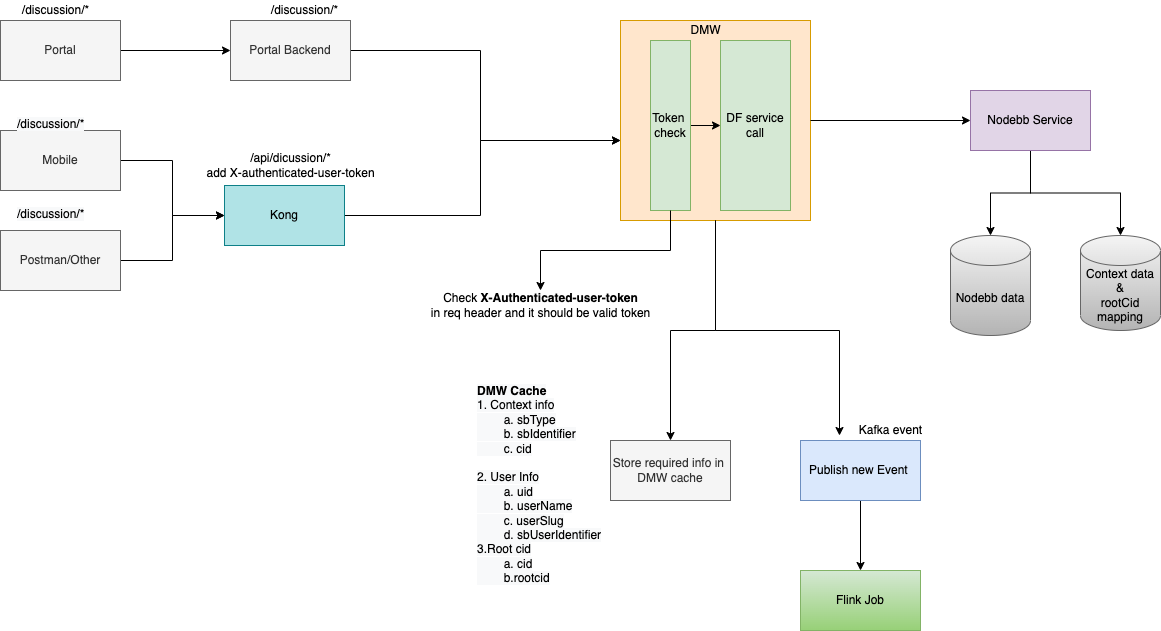 /discussion/*
Portal
/discussion/*
Portal Backend
/discussion/*
Mobile
/discussion/*
Postman/Other
/api/dicussion/*
add X-authenticated-user-token
Kong
DMW
Token
check
DF service
call
Nodebb Service
Nodebb data
Context data
&
rootCid
mapping
Check X-Authenticated-user-token
in req header and it should be valid token
DMW Cache
1. Context info
a. sbType
b. sbIdentifier
c. cid
2. User Info
a. uid
b. userName
c. userSlug
d. sbUserIdentifier
3.Root cid
a. cid
b.rootcid
Store required info in
DMW cache
Kafka event
Publish new Event
Flink Job